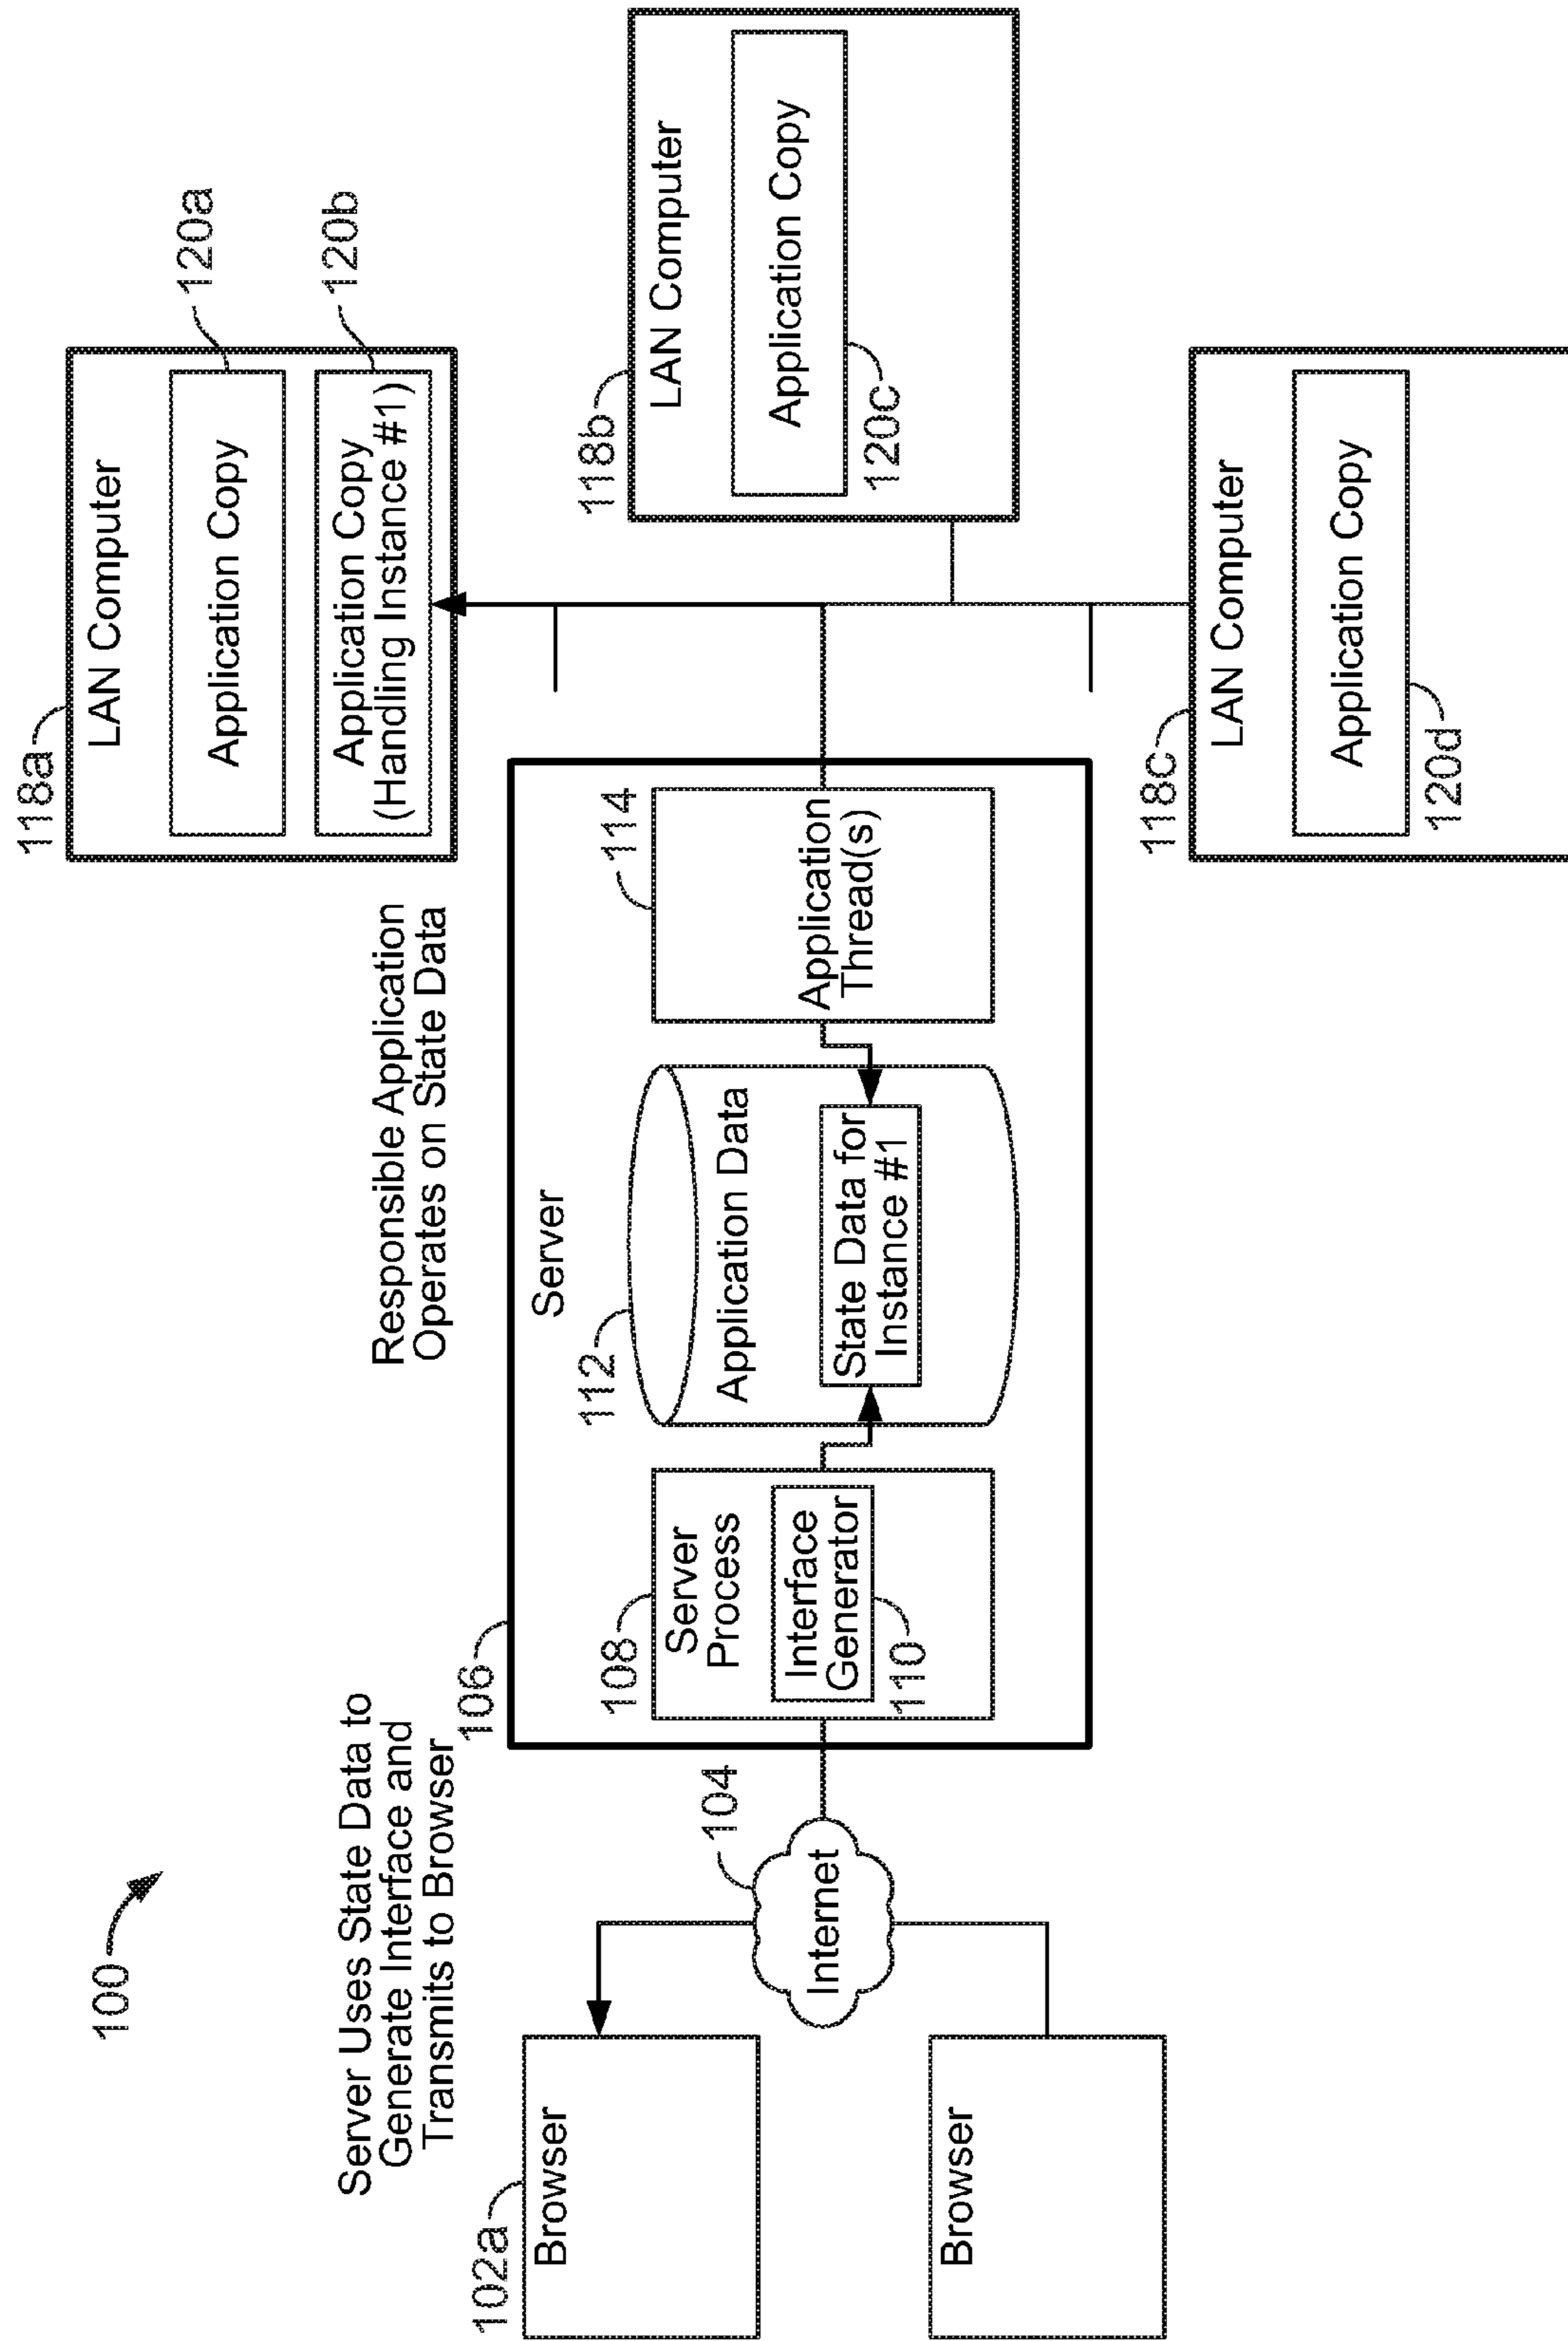 100
Server Uses State Data to
Generate Interface and
Transmits to Browser
102a
Browser
Browser
104
Internet
106
Server
108
Server
Process
Interface
Generator
110
112
Application Data
State Data for
Instance #1
114
Application
Thread(s)
Responsible Application
Operates on State Data
118a
LAN Computer
Application Copy
120a
Application Copy
(Handling Instance #1)
120b
118b
LAN Computer
Application Copy
120c
118c
LAN Computer
Application Copy
120d